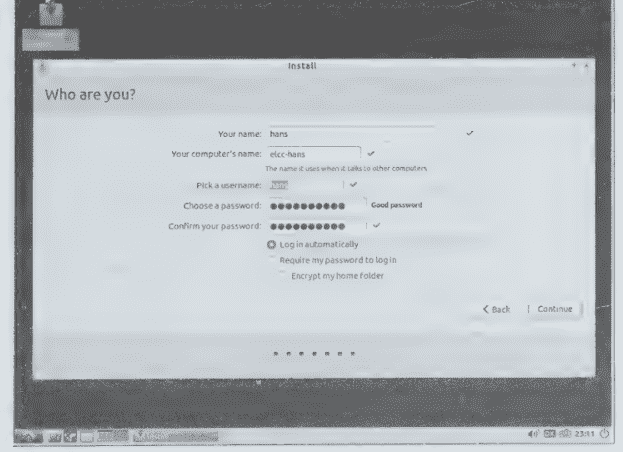 Install
Who are you?
Your name: hans
Your computer's name: elcc-hans
The name it uses when it talks to other computers.
Pick a username:
Choose a password: ●●●●●●●●●● Good password
Confirm your password: ●●●●●●●●●●
Log in automatically
Require my password to log in
Encrypt my home folder
Back Continue
23:11